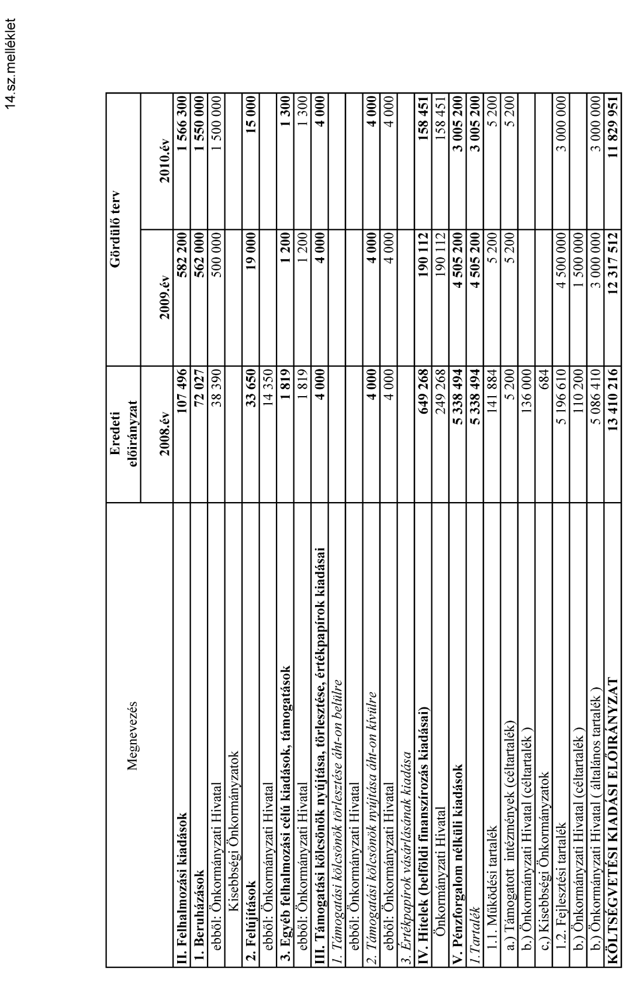 14.sz.melléklet
Megnevezés Eredeti előirányzat Gördülő terv
2008.év 2009.év 2010.év
II. Felhalmozási kiadások 107 496 582 200 1 566 300
1. Beruházások 72 027 562 000 1 550 000
ebből: Önkormányzati Hivatal 38 390 500 000 1 500 000
Kisebbségi Önkormányzatok
2. Felújítások 33 650 19 000 15 000
ebből: Önkormányzati Hivatal 14 350
3. Egyéb felhalmozási célú kiadások, támogatások 1 819 1 200 1 300
ebből: Önkormányzati Hivatal 1 819 1 200 1 300
III. Támogatási kölcsönök nyújtása, törlesztése, értékpapírok kiadásai 4 000 4 000 4 000
1. Támogatási kölcsönök törlesztése áht-on belülre
ebből: Önkormányzati Hivatal
2. Támogatási kölcsönök nyújtása áht-on kívülre 4 000 4 000 4 000
ebből: Önkormányzati Hivatal 4 000 4 000 4 000
3. Értékpapírok vásárlásának kiadása
IV. Hitelek (belföldi finanszírozás kiadásai) 649 268 190 112 158 451
Önkormányzati Hivatal 249 268 190 112 158 451
V. Pénzforgalom nélküli kiadások 5 338 494 4 505 200 3 005 200
1.Tartalék 5 338 494 4 505 200 3 005 200
1.1. Működési tartalék 141 884 5 200 5 200
a.) Támogatott intézmények (céltartalék) 5 200 5 200 5 200
b.) Önkormányzati Hivatal (céltartalék ) 136 000
c,) Kisebbségi Önkormányzatok 684
1.2. Fejlesztési tartalék 5 196 610 4 500 000 3 000 000
b.) Önkormányzati Hivatal (céltartalék ) 110 200 1 500 000
b.) Önkormányzati Hivatal ( általános tartalék ) 5 086 410 3 000 000 3 000 000
KÖLTSÉGVETÉSI KIADÁSI ELŐIRÁNYZAT 13 410 216 12 317 512 11 829 951